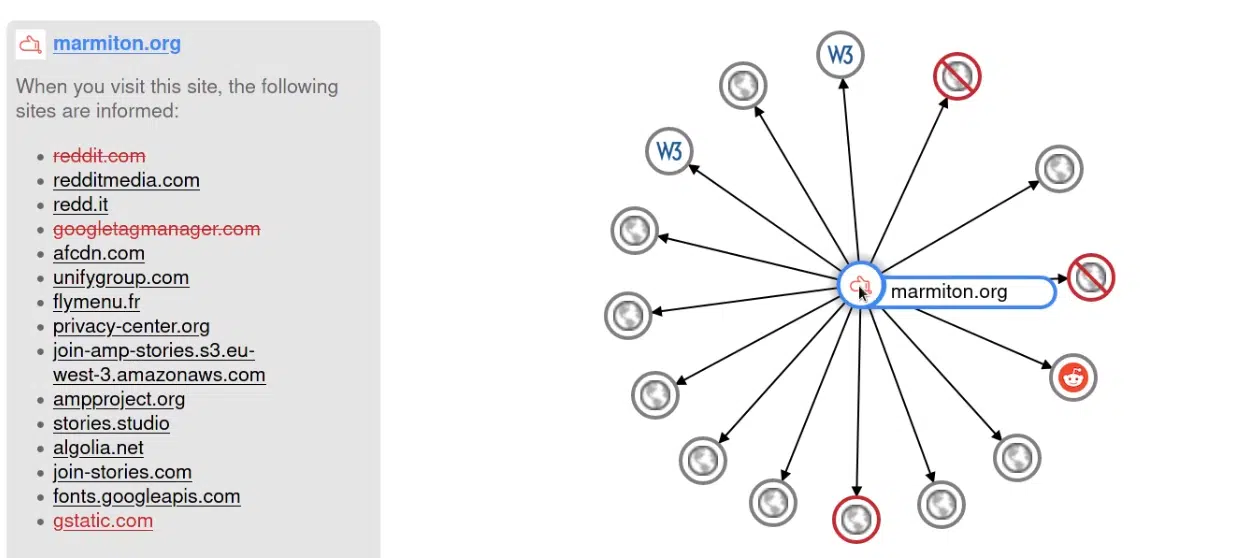 marmiton.org
When you visit this site, the following
sites are informed:
reddit.com
redditmedia.com
redd.it
googletagmanager.com
afcdn.com
unifygroup.com
flymenu.fr
privacy-center.org
join-amp-stories.s3.eu-
west-3.amazonaws.com
ampproject.org
stories.studio
algolia.net
join-stories.com
fonts.googleapis.com
gstatic.com
W3
W3
marmiton.org